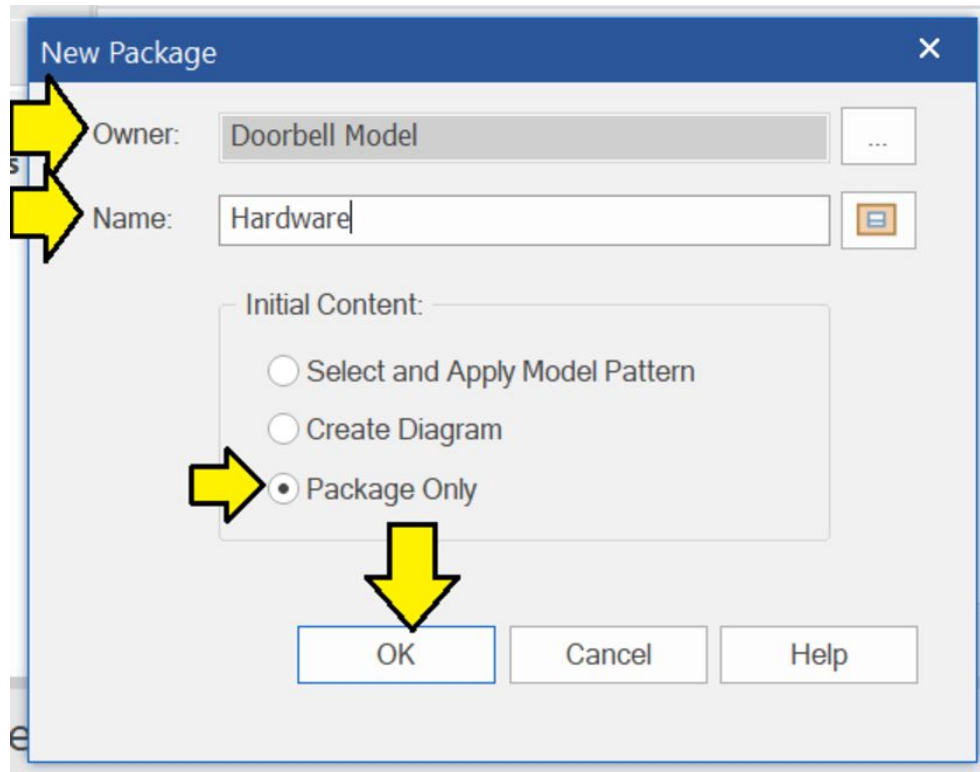 New Package
Owner: Doorbell Model ...
s
Name: Hardware
Initial Content:
Select and Apply Model Pattern
Create Diagram
Package Only
OK Cancel Help
e